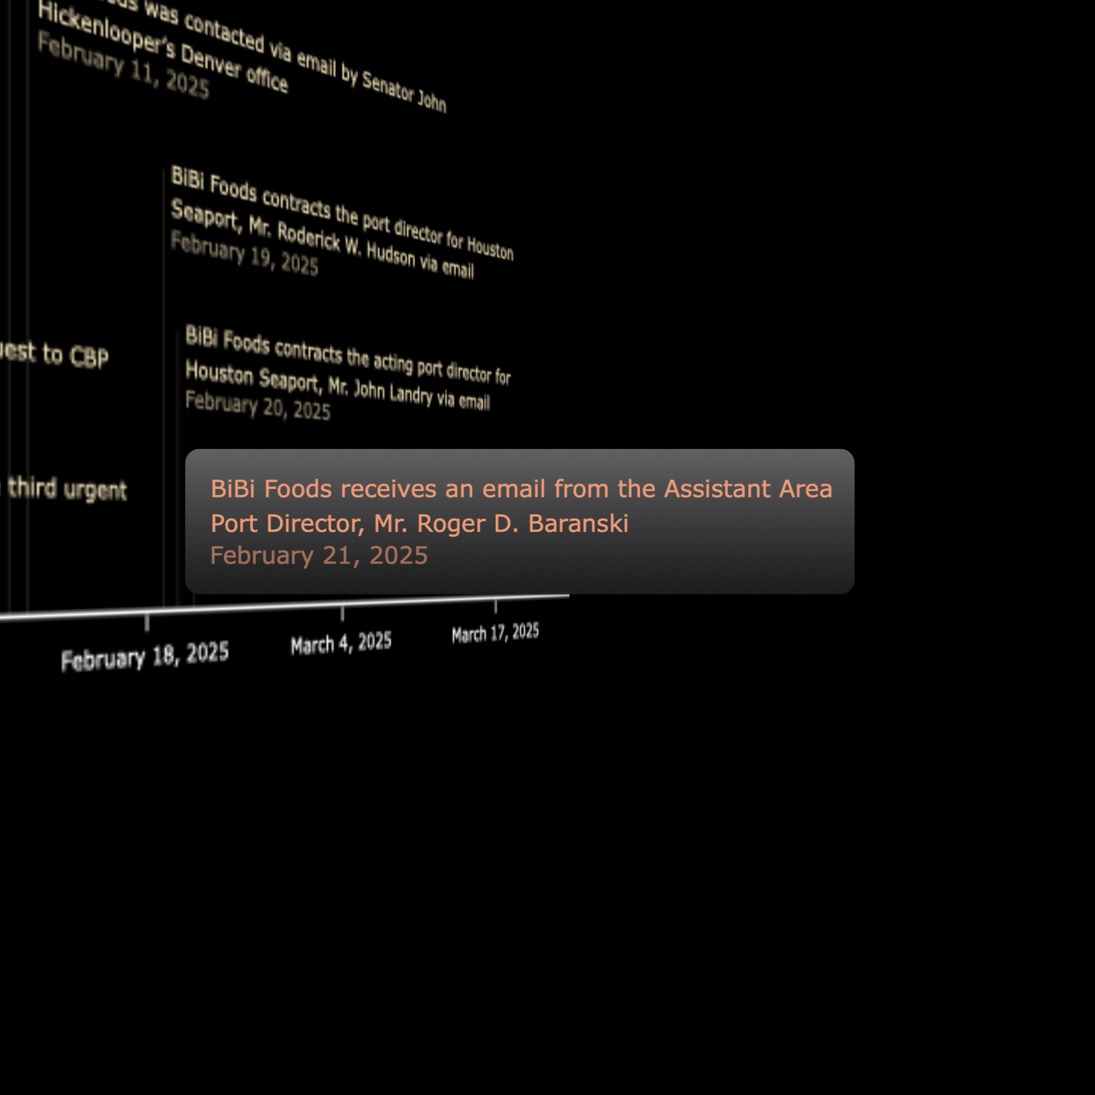 was contacted via email by Senator John
Hickenlooper's Denver office
February 11, 2025
BiBi Foods contracts the port director for Houston
Seaport, Mr. Roderick W. Hudson via email
February 19, 2025
BiBi Foods contracts the acting port director for
Houston Seaport, Mr. John Landry via email
February 20, 2025
to CBP
third urgent
BiBi Foods receives an email from the Assistant Area
Port Director, Mr. Roger D. Baranski
February 21, 2025
February 18, 2025
March 4, 2025
March 17, 2025